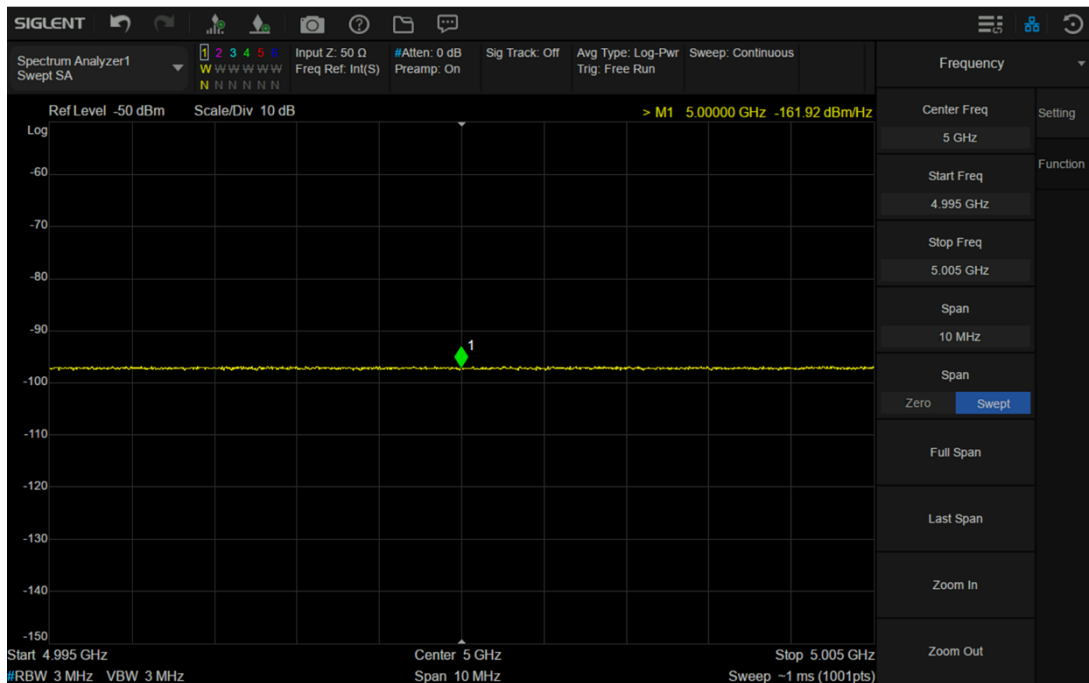 SIGLENT
Spectrum Analyzer1
Swept SA
1 2 3 4 5 6
W W W W W W
N N N N N N
Input Z: 50 Ω
Freq Ref: Int(S)
#Atten: 0 dB
Preamp: On
Sig Track: Off
Avg Type: Log-Pwr
Trig: Free Run
Sweep: Continuous
Frequency
Ref Level -50 dBm Scale/Div 10 dB
> M1 5.00000 GHz -161.92 dBm/Hz
Log
-60
-70
-80
-90
-100
-110
-120
-130
-140
-150
1
Start 4.995 GHz Center 5 GHz Stop 5.005 GHz
#RBW 3 MHz VBW 3 MHz Span 10 MHz Sweep ~1 ms (1001pts)
Center Freq
5 GHz
Start Freq
4.995 GHz
Stop Freq
5.005 GHz
Span
10 MHz
Span
Zero Swept
Full Span
Last Span
Zoom In
Zoom Out
Setting
Function